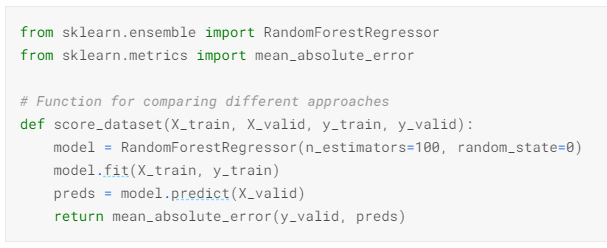 from sklearn.ensemble import RandomForestRegressor
from sklearn.metrics import mean_absolute_error
# Function for comparing different approaches
def score_dataset(X_train, X_valid, y_train, y_valid):
    model = RandomForestRegressor(n_estimators=100, random_state=0)
    model.fit(X_train, y_train)
    preds = model.predict(X_valid)
    return mean_absolute_error(y_valid, preds)